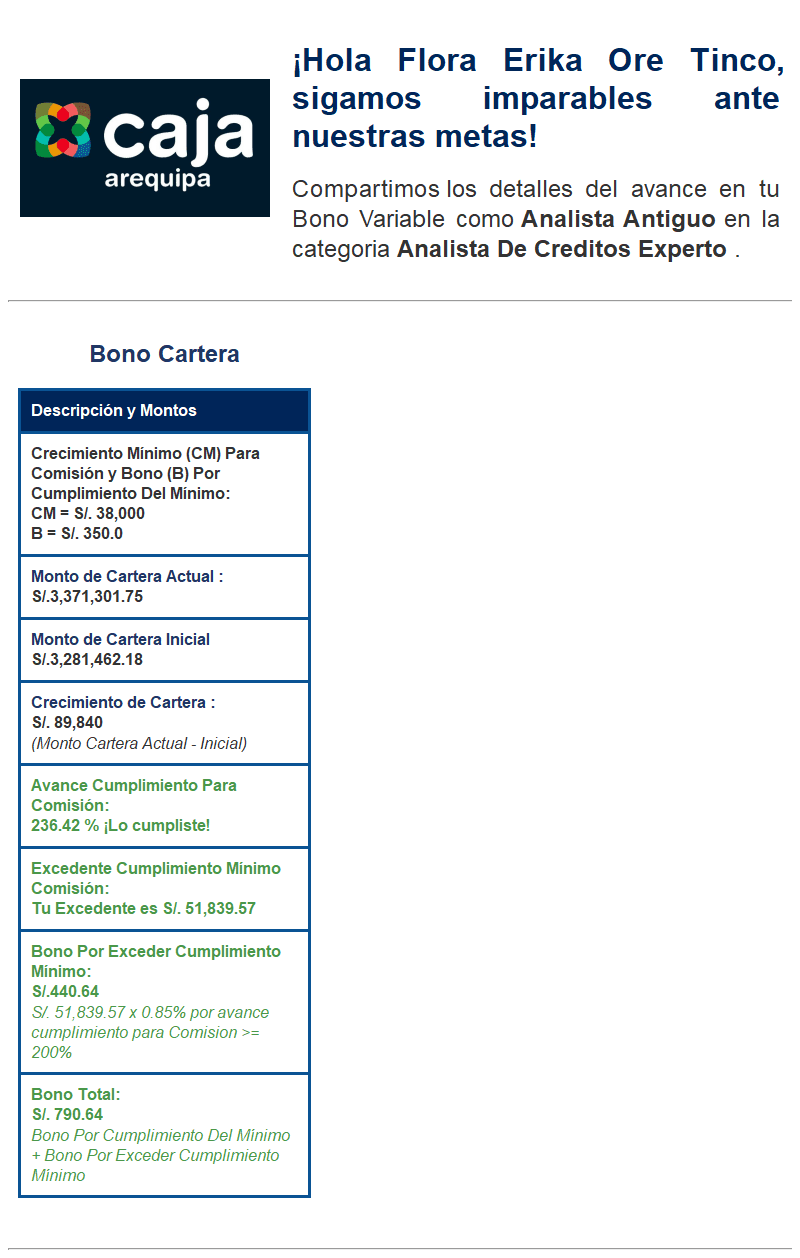 caja
arequipa
¡Hola Flora Erika Ore Tinco,
sigamos imparables ante
nuestras metas!
Compartimos los detalles del avance en tu
Bono Variable como Analista Antiguo en la
categoria Analista De Creditos Experto .
Bono Cartera
Descripción y Montos
Crecimiento Mínimo (CM) Para
Comisión y Bono (B) Por
Cumplimiento Del Mínimo:
CM = S/. 38,000
B = S/. 350.0
Monto de Cartera Actual :
S/.3,371,301.75
Monto de Cartera Inicial
S/.3,281,462.18
Crecimiento de Cartera :
S/. 89,840
(Monto Cartera Actual - Inicial)
Avance Cumplimiento Para
Comisión:
236.42 % ¡Lo cumpliste!
Excedente Cumplimiento Mínimo
Comisión:
Tu Excedente es S/. 51,839.57
Bono Por Exceder Cumplimiento
Mínimo:
S/.440.64
S/. 51,839.57 x 0.85% por avance
cumplimiento para Comision >=
200%
Bono Total:
S/. 790.64
Bono Por Cumplimiento Del Mínimo
+ Bono Por Exceder Cumplimiento
Mínimo